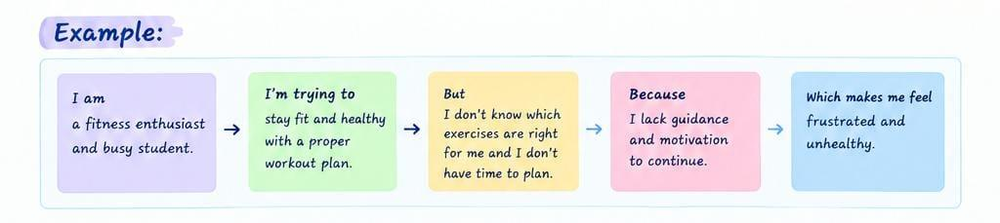 Example:
I am
a fitness enthusiast
and busy student.
I'm trying to
stay fit and healthy
with a proper
workout plan.
But
I don't know which
exercises are right
for me and I don't
have time to plan.
Because
I lack guidance
and motivation
to continue.
Which makes me feel
frustrated and
unhealthy.